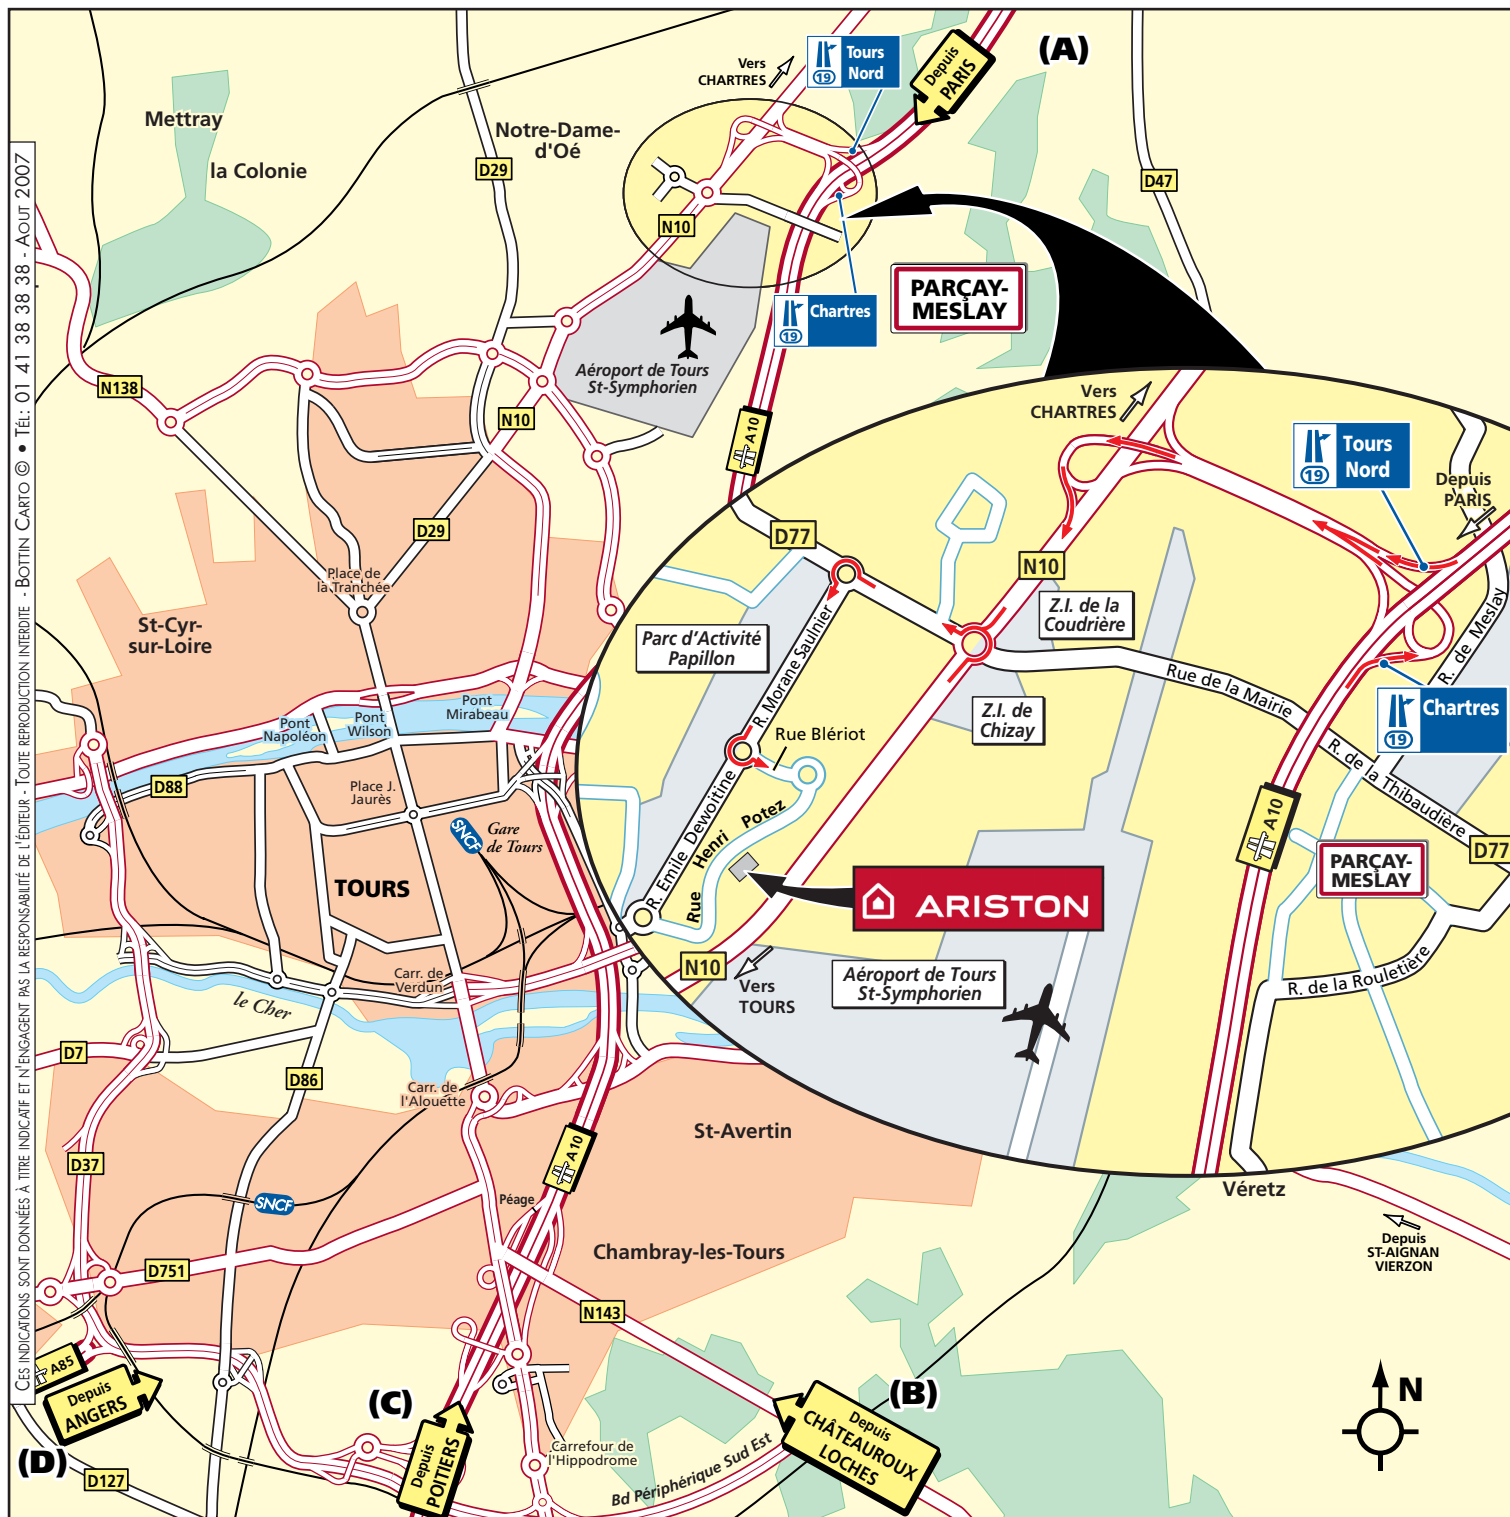 (A)
Depuis
PARIS
Tours
Nord
19
Vers
CHARTRES
Mettray
la Colonie
Notre-Dame-
d'Oé
D29
D47
N10
PARÇAY-
MESLAY
Chartres
19
Aéroport de Tours
St-Symphorien
N138
N10
A10
D29
Place de
la Tranchée
St-Cyr-
sur-Loire
Pont
Napoléon
Pont
Wilson
Pont
Mirabeau
D88
Place J.
Jaurès
SNCF
Gare
de Tours
TOURS
Carr. de
Verdun
le Cher
D7
D86
Carr. de
l'Alouette
D37
SNCF
A10
St-Avertin
Péage
Chambray-les-Tours
D751
N143
A85
Depuis
ANGERS
(D)
D127
(C)
Depuis
POITIERS
Carrefour de
l'Hippodrome
Bd Périphérique Sud Est
(B)
Depuis
CHÂTEAUROUX
LOCHES
N
Véretz
Depuis
ST-AIGNAN
VIERZON
Vers
CHARTRES
Tours
Nord
19
Depuis
PARIS
D77
N10
Z.I. de la
Coudrière
Parc d'Activité
Papillon
R. Morane Saulnier
Z.I. de
Chizay
Rue Blériot
R. Emile Dewoitine
Rue Henri Potez
ARISTON
N10
Vers
TOURS
Aéroport de Tours
St-Symphorien
Rue de la Mairie
R. de Meslay
Chartres
19
R. de la Thibaudière
D77
A10
PARÇAY-
MESLAY
R. de la Rouletière
CES INDICATIONS SONT DONNÉES À TITRE INDICATIF ET N'ENGAGENT PAS LA RESPONSABILITÉ DE L'ÉDITEUR - TOUTE REPRODUCTION INTERDITE - BOTTIN CARTO © • TÉL: 01 41 38 38 38 - AOUT 2007